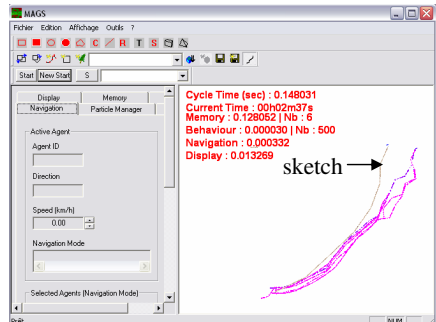 MAGS
Fichier Edition Affichage Outils ?
C R T S
Start New Start S
Display Memory
Navigation Particle Manager
Active Agent
Agent ID
Direction
Speed (km/h)
0.00
Navigation Mode
Selected Agents (Navigation Mode)
Cycle Time (sec) : 0.148031
Current Time : 00h02m37s
Memory : 0.128052 | Nb : 6
Behaviour : 0.000030 | Nb : 500
Navigation : 0.000332
Display : 0.013269
sketch
NUM